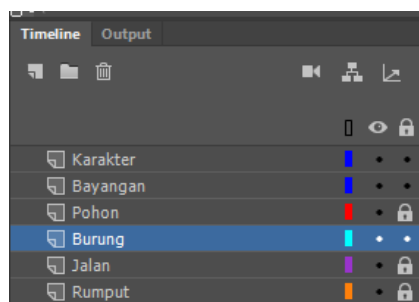 Timeline Output
Karakter
Bayangan
Pohon
Burung
Jalan
Rumput